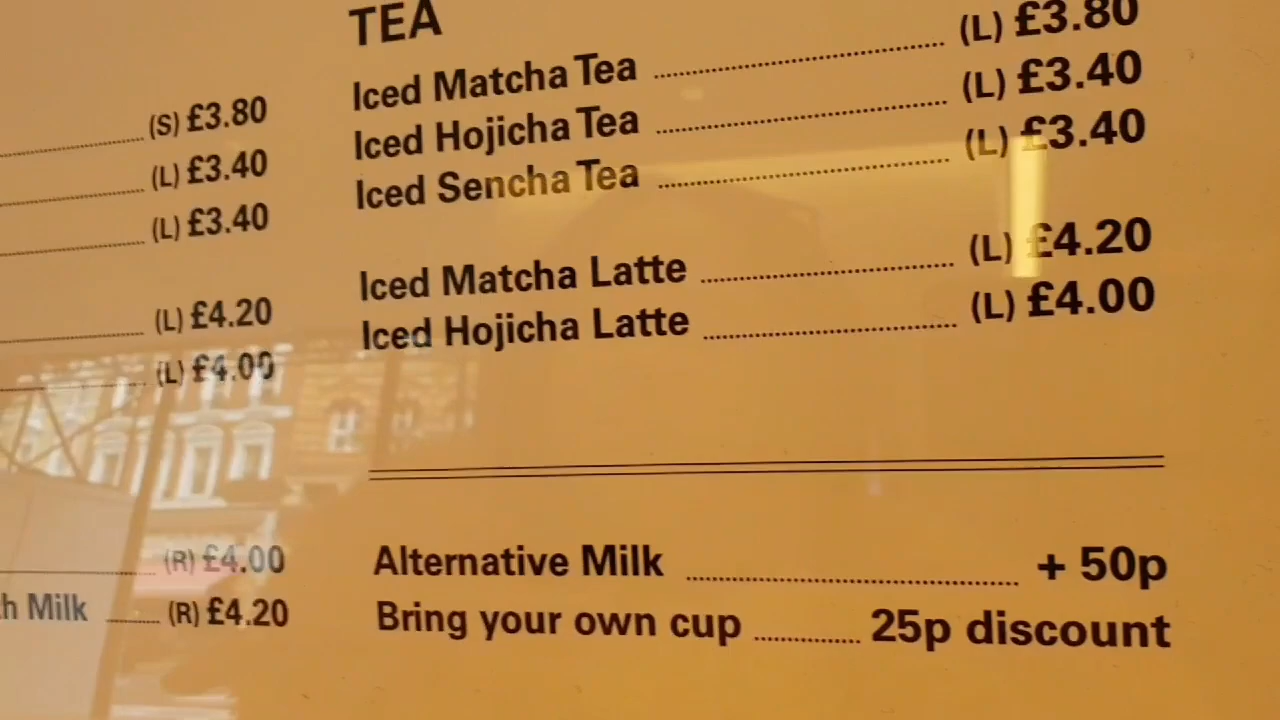 (S) £3.80
(L) £3.40
(L) £3.40
(L) £4.20
(L) £4.00
(R) £4.00
Milk (R) £4.20
TEA
Iced Matcha Tea (L) £3.80
Iced Hojicha Tea (L) £3.40
Iced Sencha Tea (L) £3.40
Iced Matcha Latte (L) £4.20
Iced Hojicha Latte (L) £4.00
Alternative Milk + 50p
Bring your own cup 25p discount